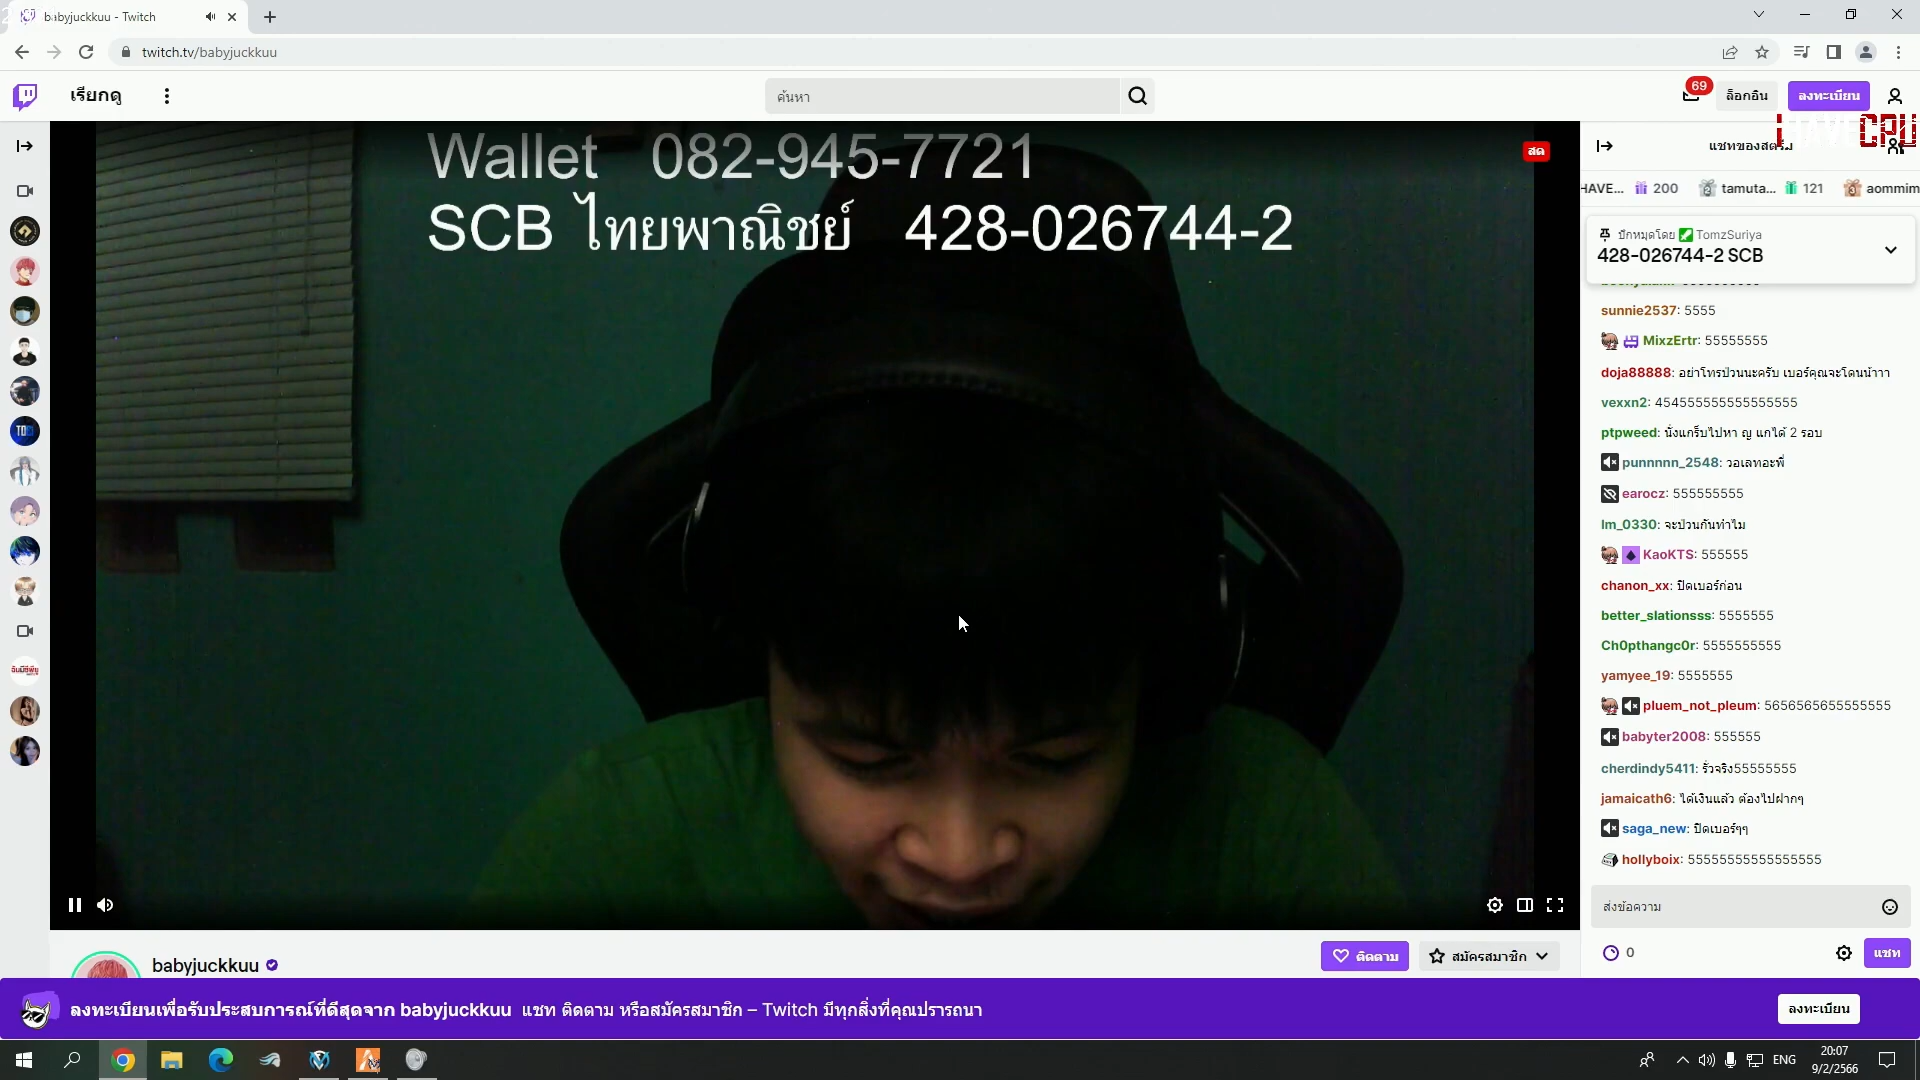 babyjuckkuu - Twitch
twitch.tv/babyjuckkuu
เรียกดู
ค้นหา
69
ล็อกอิน
ลงทะเบียน
Wallet 082-945-7721
SCB ไทยพาณิชย์ 428-026744-2
สด
แชทของสตรีม
HAVE... 200 tamuta... 121 aommim
ปักหมุดโดย TomzSuriya
428-026744-2 SCB
sunnie2537: 5555
MixzErtr: 55555555
doja88888: อย่าโทรป่วนนะครับ เบอร์คุณจะโดนน้าาา
vexxn2: 454555555555555555
ptpweed: นั่งแกร็บไปหา ญ แกได้ 2 รอบ
punnnnn_2548: วอเลทอะพี่
earocz: 555555555
lm_0330: จะป่วนกันทำไม
KaoKTS: 555555
chanon_xx: ปิดเบอร์ก่อน
better_slationsss: 5555555
Ch0pthangc0r: 5555555555
yamyee_19: 5555555
pluem_not_pleum: 5656565655555555
babyter2008: 555555
cherdindy5411: รั่วจริง55555555
jamaicath6: ได้เงินแล้ว ต้องไปฝากๆ
saga_new: ปิดเบอร์ๆๆ
hollyboix: 55555555555555555
ส่งข้อความ
0
แชท
babyjuckkuu
ติดตาม
สมัครสมาชิก
ลงทะเบียนเพื่อรับประสบการณ์ที่ดีสุดจาก babyjuckkuu แชท ติดตาม หรือสมัครสมาชิก – Twitch มีทุกสิ่งที่คุณปรารถนา
ลงทะเบียน
ENG
20:07
9/2/2566